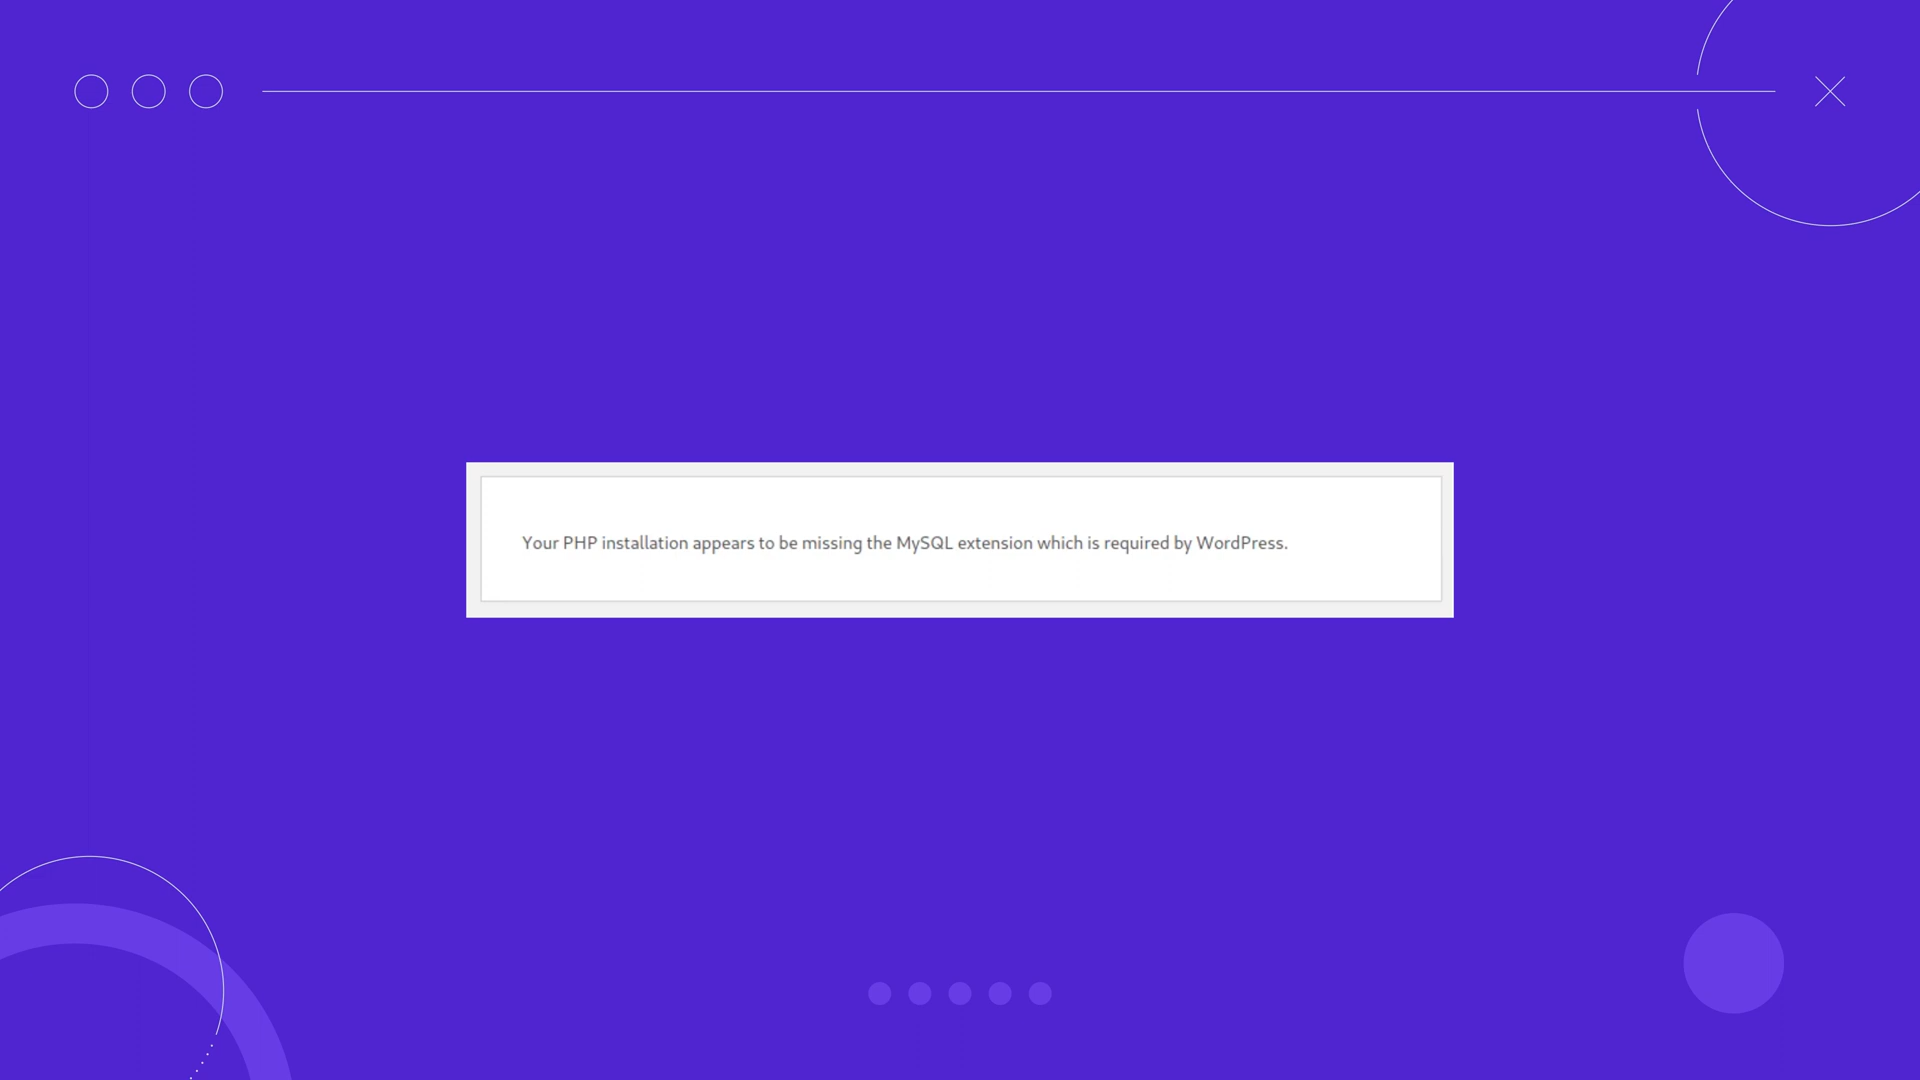 Your PHP installation appears to be missing the MySQL extension which is required by WordPress.